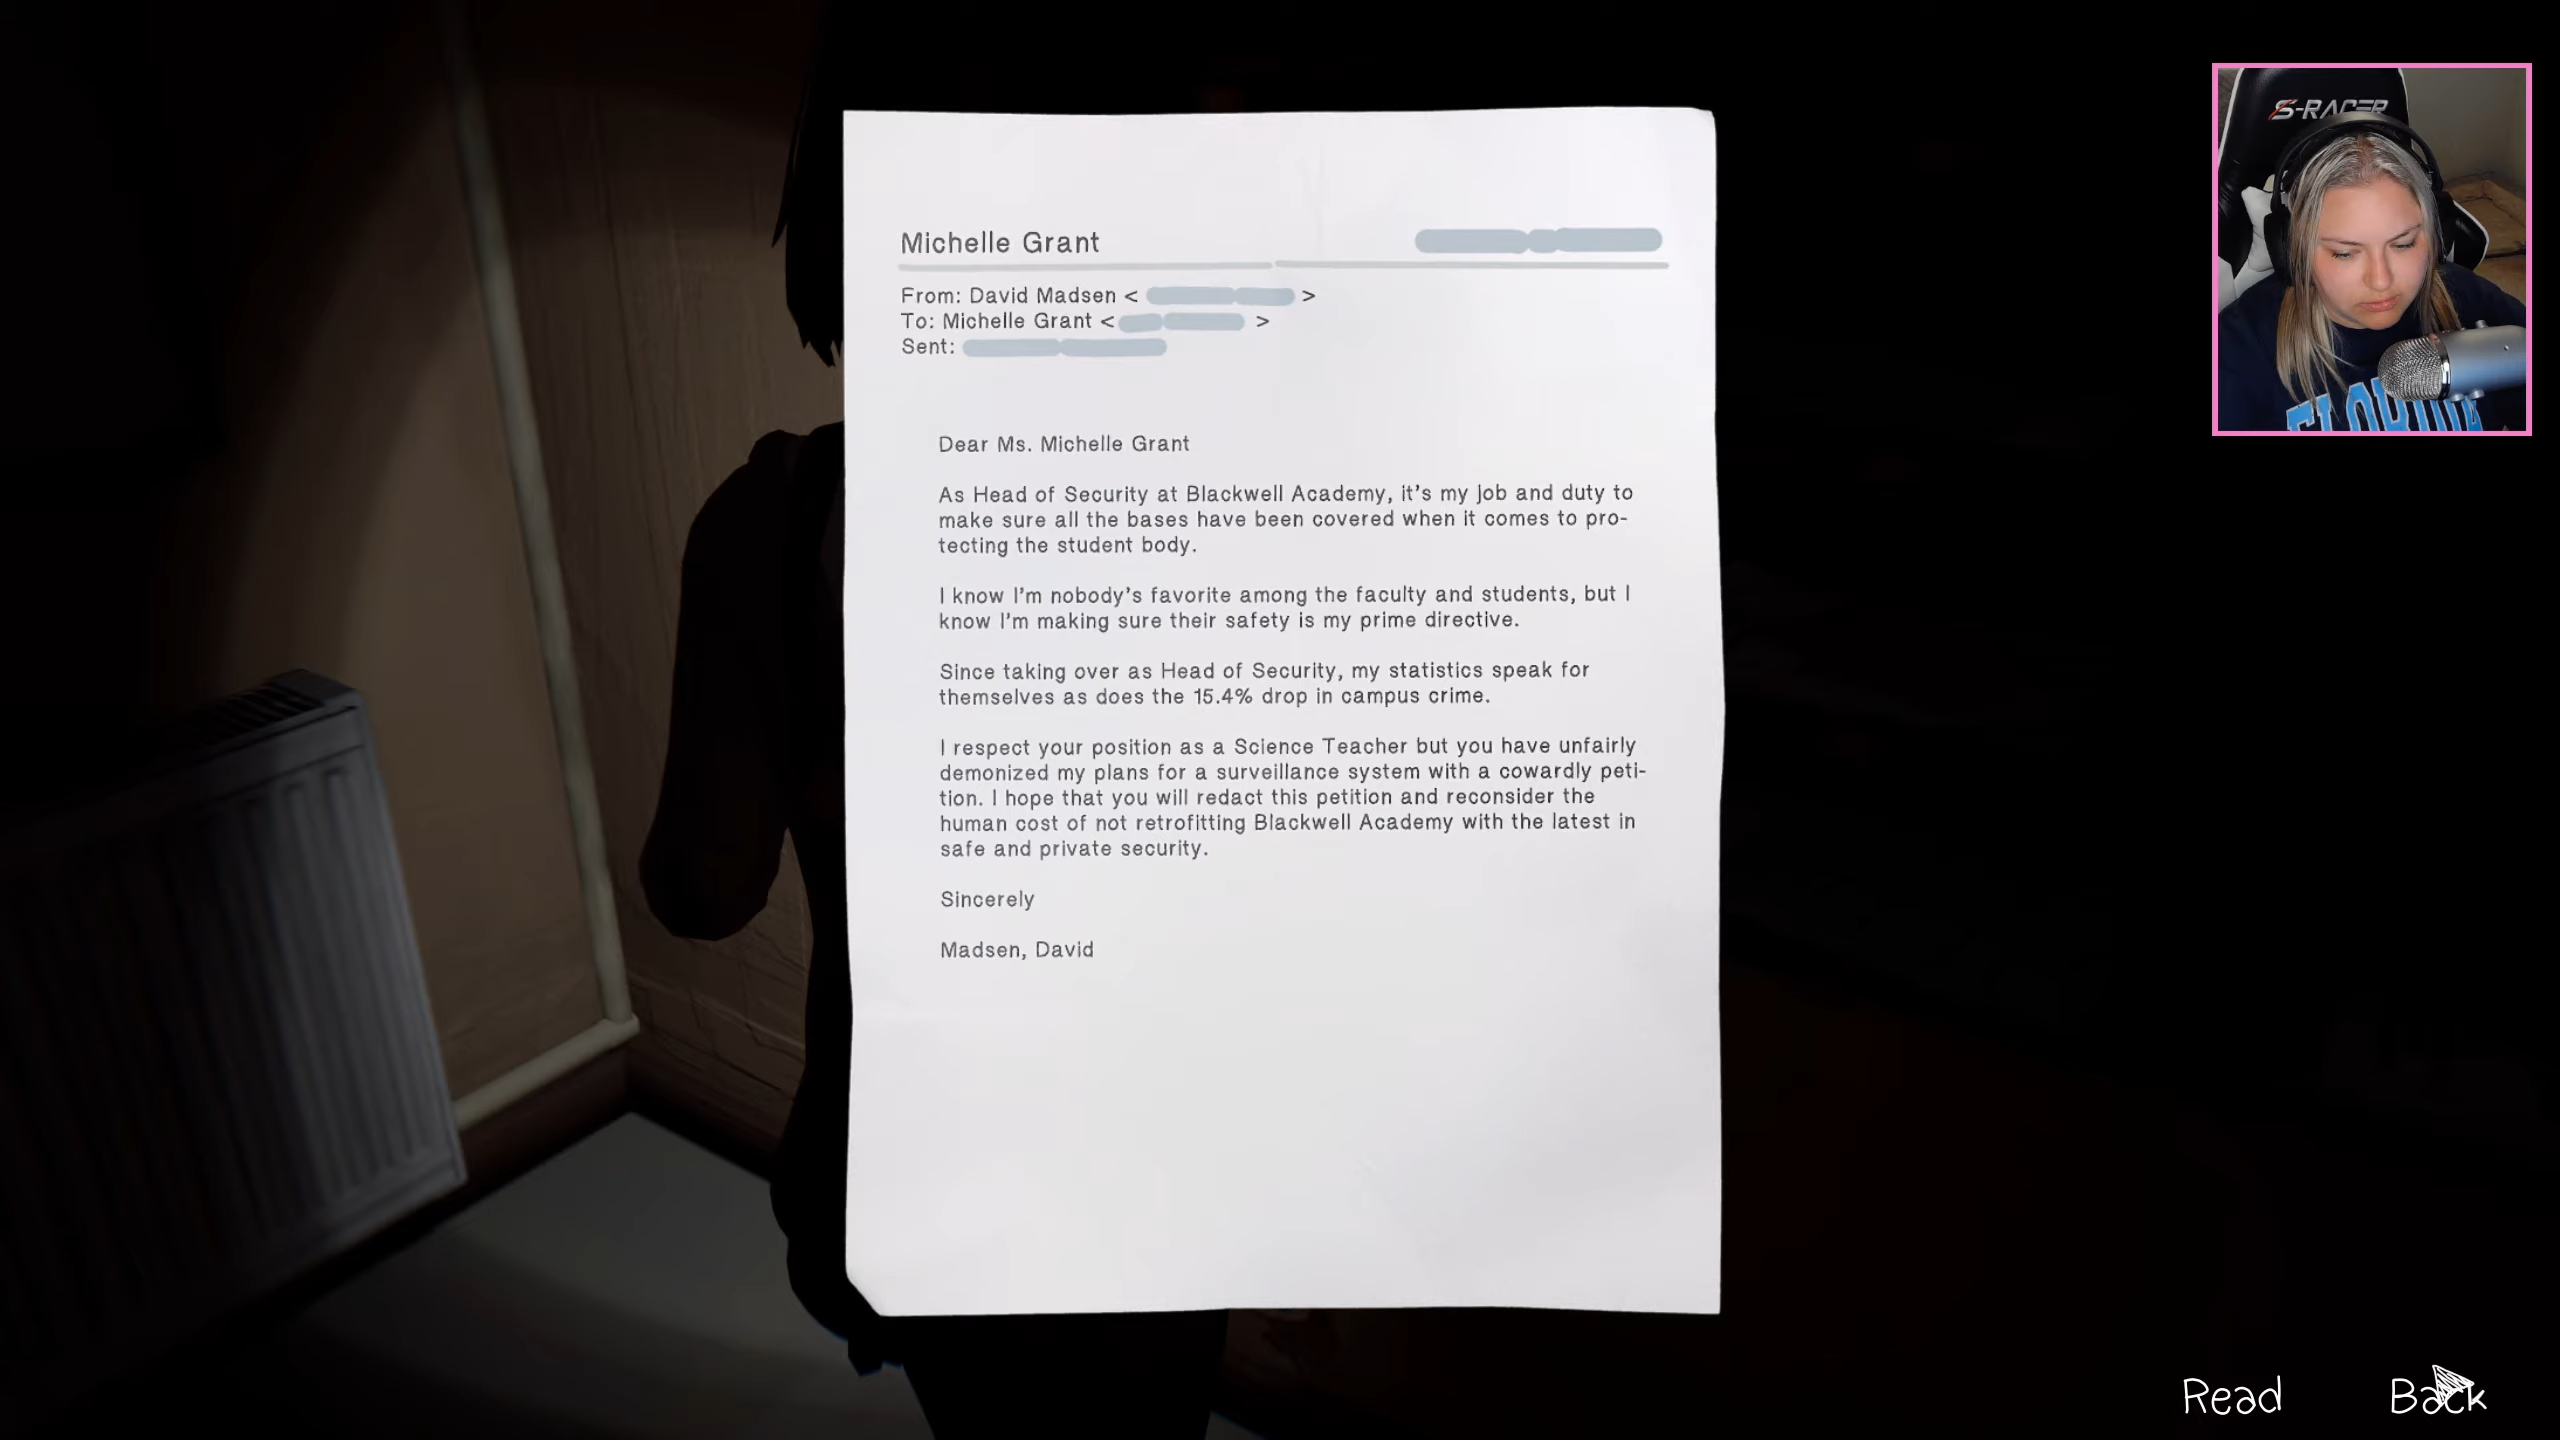 S-RACER
Michelle Grant
From: David Madsen < >
To: Michelle Grant < >
Sent:
Dear Ms. Michelle Grant
As Head of Security at Blackwell Academy, it's my job and duty to
make sure all the bases have been covered when it comes to pro-
tecting the student body.
I know I'm nobody's favorite among the faculty and students, but I
know I'm making sure their safety is my prime directive.
Since taking over as Head of Security, my statistics speak for
themselves as does the 15.4% drop in campus crime.
I respect your position as a Science Teacher but you have unfairly
demonized my plans for a surveillance system with a cowardly peti-
tion. I hope that you will redact this petition and reconsider the
human cost of not retrofitting Blackwell Academy with the latest in
safe and private security.
Sincerely
Madsen, David
FLORIDA
Read Back